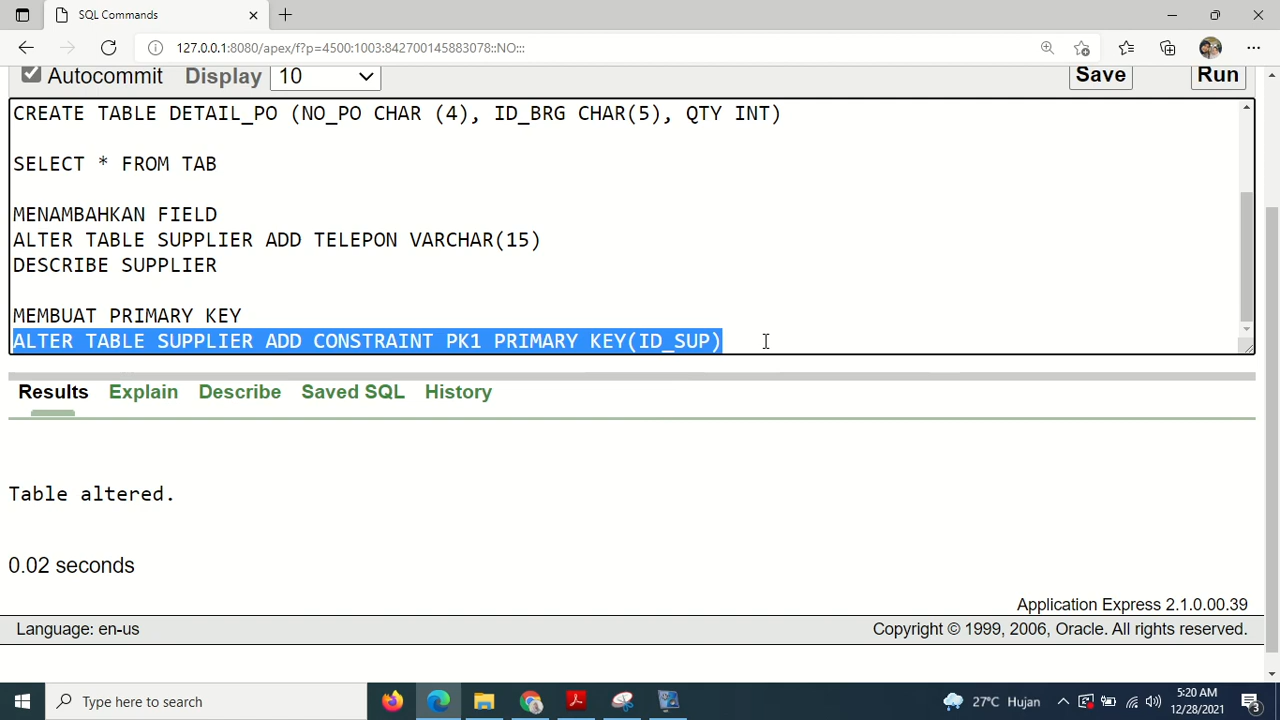 SQL Commands
127.0.0.1:8080/apex/f?p=4500:1003:842700145883078::NO:::
Autocommit Display 10 Save Run
CREATE TABLE DETAIL_PO (NO_PO CHAR (4), ID_BRG CHAR(5), QTY INT)
SELECT * FROM TAB
MENAMBAHKAN FIELD
ALTER TABLE SUPPLIER ADD TELEPON VARCHAR(15)
DESCRIBE SUPPLIER
MEMBUAT PRIMARY KEY
ALTER TABLE SUPPLIER ADD CONSTRAINT PK1 PRIMARY KEY(ID_SUP)
Results Explain Describe Saved SQL History
Table altered.
0.02 seconds
Application Express 2.1.0.00.39
Language: en-us Copyright © 1999, 2006, Oracle. All rights reserved.
Type here to search 27°C Hujan 5:20 AM
12/28/2021 3